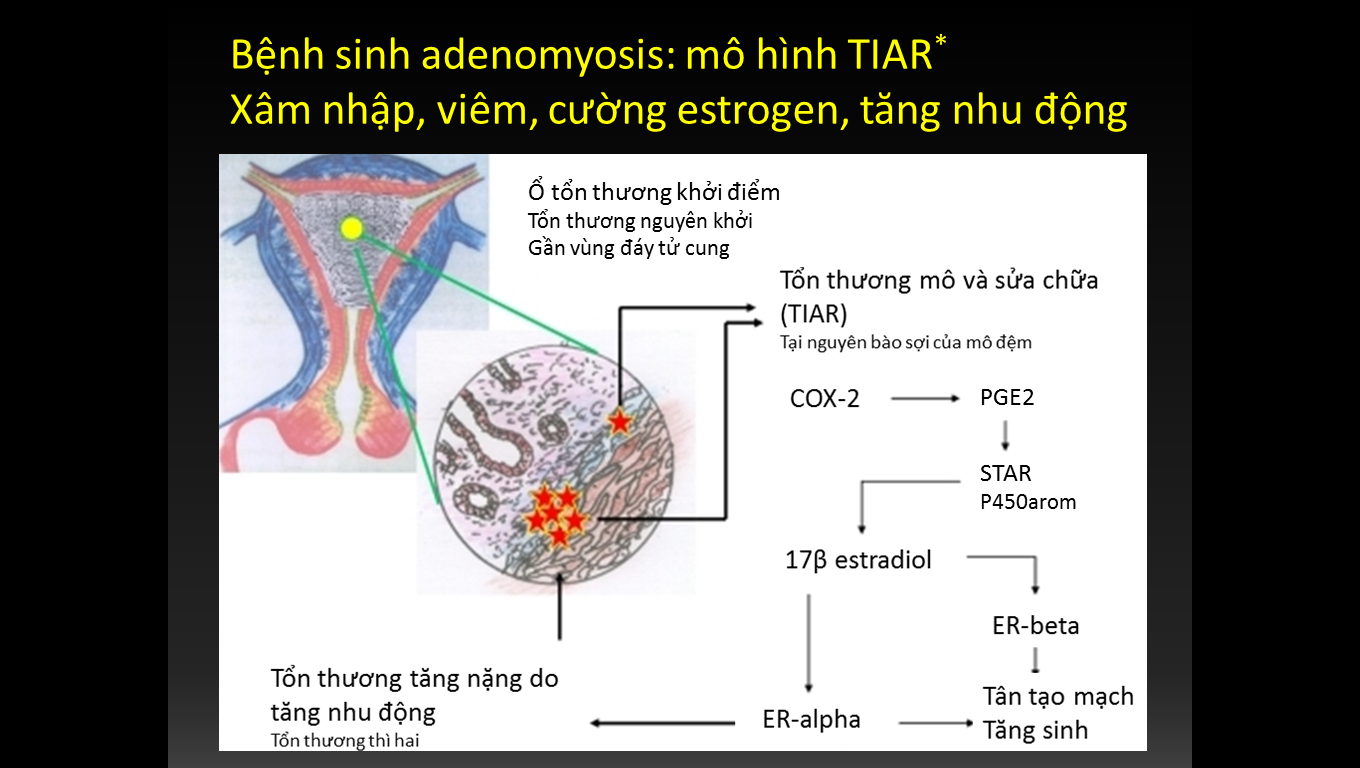 Bệnh sinh adenomyosis: mô hình TIAR*
Xâm nhập, viêm, cường estrogen, tăng nhu động
Ổ tổn thương khởi điểm
Tổn thương nguyên khởi
Gần vùng đáy tử cung
Tổn thương mô và sửa chữa
(TIAR)
Tại nguyên bào sợi của mô đệm
COX-2
PGE2
STAR
P450arom
17β estradiol
ER-beta
Tổn thương tăng nặng do
tăng nhu động
Tổn thương thì hai
ER-alpha
Tân tạo mạch
Tăng sinh